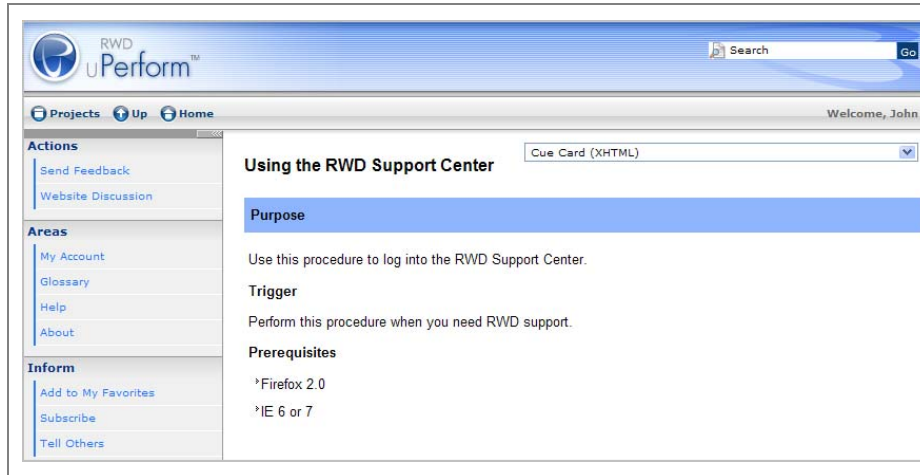 RWD
uPerform™
Search
Go
Projects Up Home
Welcome, John
Actions
Send Feedback
Website Discussion
Areas
My Account
Glossary
Help
About
Inform
Add to My Favorites
Subscribe
Tell Others
Using the RWD Support Center
Cue Card (XHTML)
Purpose
Use this procedure to log into the RWD Support Center.
Trigger
Perform this procedure when you need RWD support.
Prerequisites
Firefox 2.0
IE 6 or 7